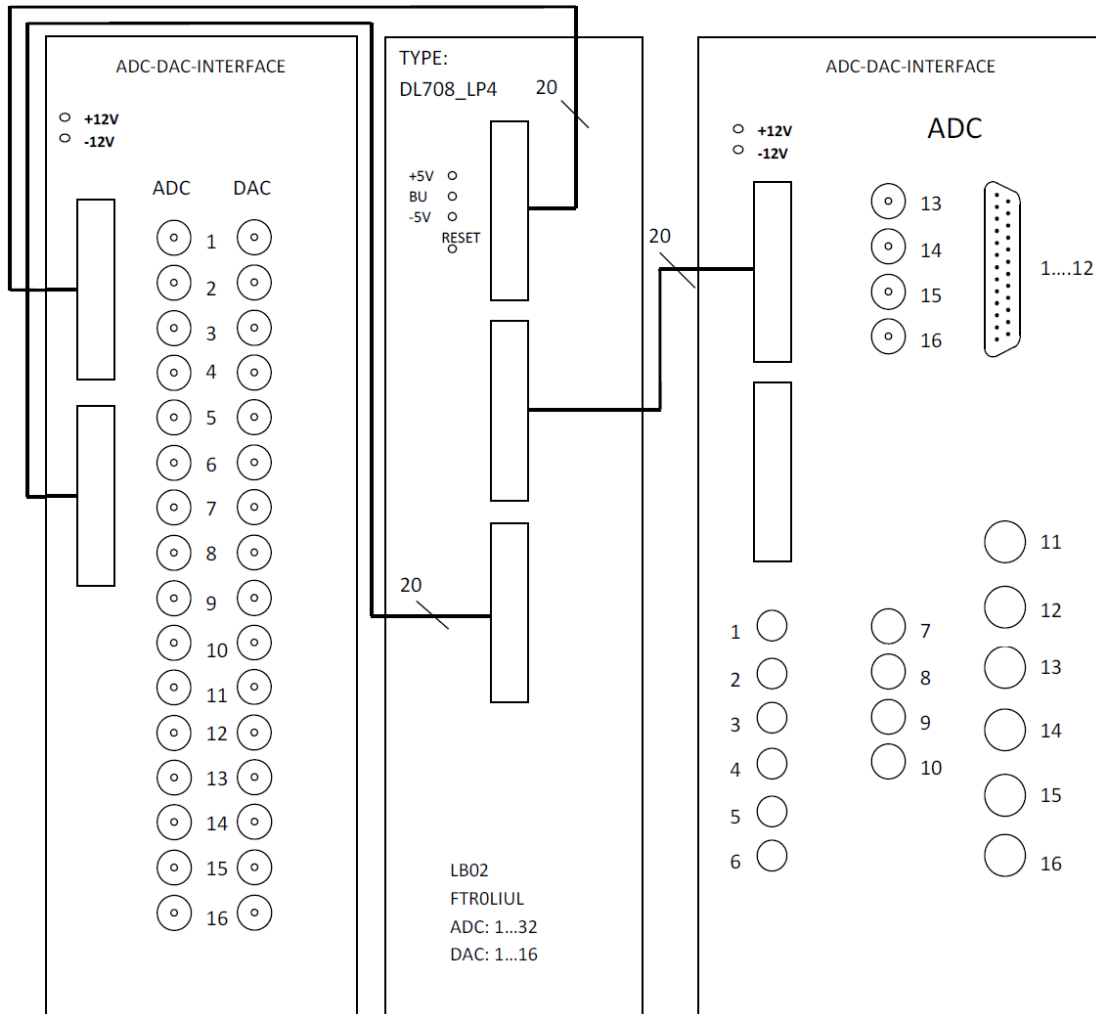 ADC-DAC-INTERFACE
+12V
-12V
ADC DAC
1
2
3
4
5
6
7
8
9
10
11
12
13
14
15
16
TYPE:
DL708_LP4
20
+5V
BU
-5V
RESET
20
20
LB02
FTR0LIUL
ADC: 1...32
DAC: 1...16
ADC-DAC-INTERFACE
+12V
-12V
ADC
13
14
15
16
1....12
1
2
3
4
5
6
7
8
9
10
11
12
13
14
15
16